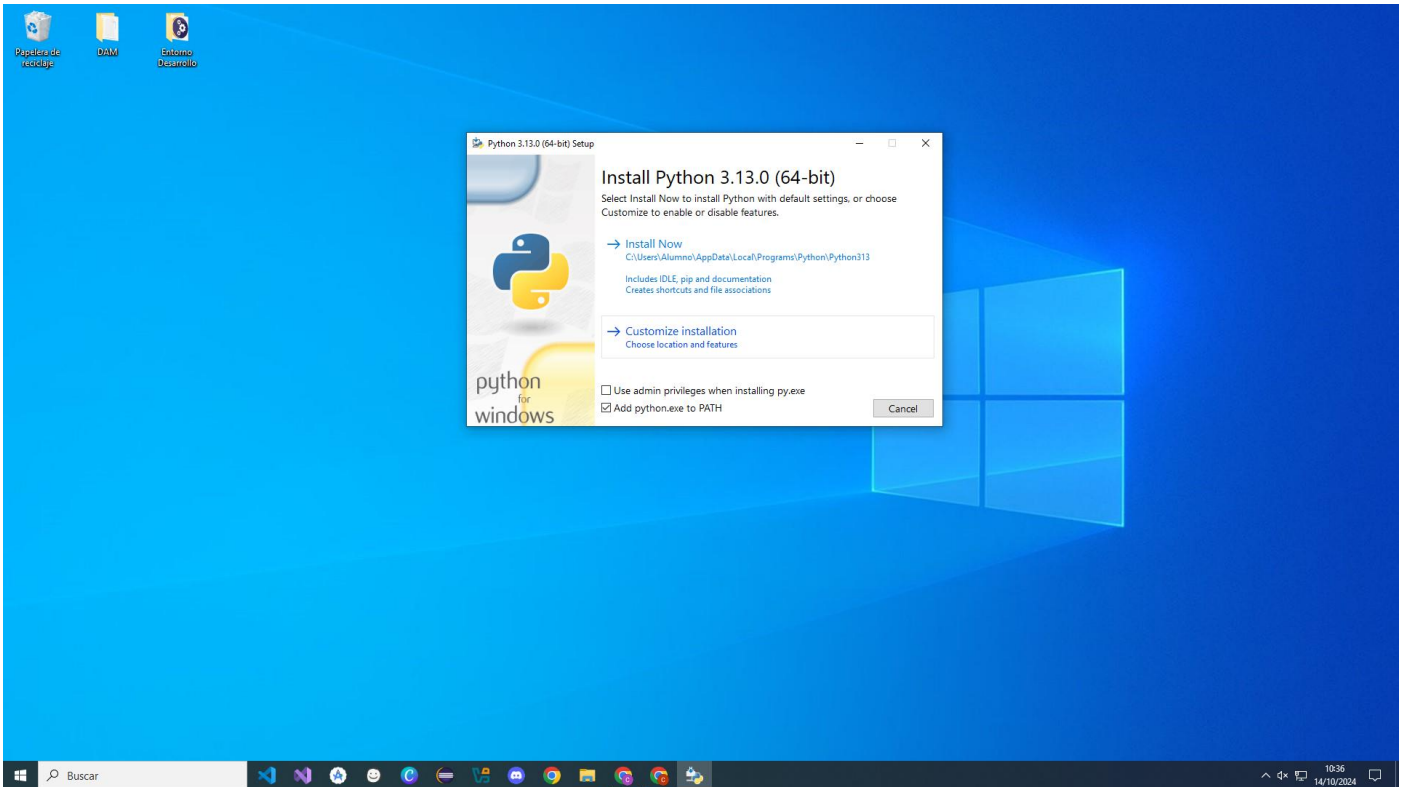 Papelera de
reciclaje
DAM
Entorno
Desarrollo
Python 3.13.0 (64-bit) Setup
Install Python 3.13.0 (64-bit)
Select Install Now to install Python with default settings, or choose
Customize to enable or disable features.
Install Now
C:\Users\Alumno\AppData\Local\Programs\Python\Python313
Includes IDLE, pip and documentation
Creates shortcuts and file associations
Customize installation
Choose location and features
Use admin privileges when installing py.exe
Add python.exe to PATH
Cancel
python
for
windows
Buscar
10:36
14/10/2024